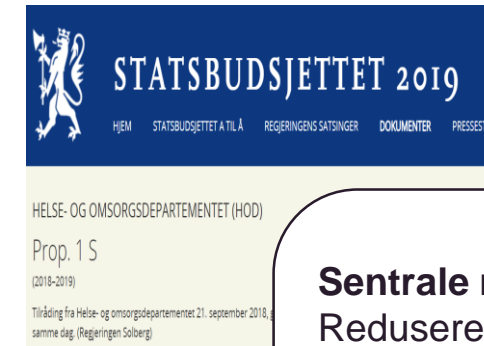 STATSBUDSJETTET 2019
HJEM STATSBUDSJETTET A TIL Å REGJERINGENS SATSINGER DOKUMENTER
HELSE- OG OMSORGSDEPARTEMENTET (HOD)
Prop. 1 S
(2018–2019)
Tilråding fra Helse- og omsorgsdepartementet 21. september 2018,
samme dag. (Regjeringen Solberg)
Sentrale
Redusere